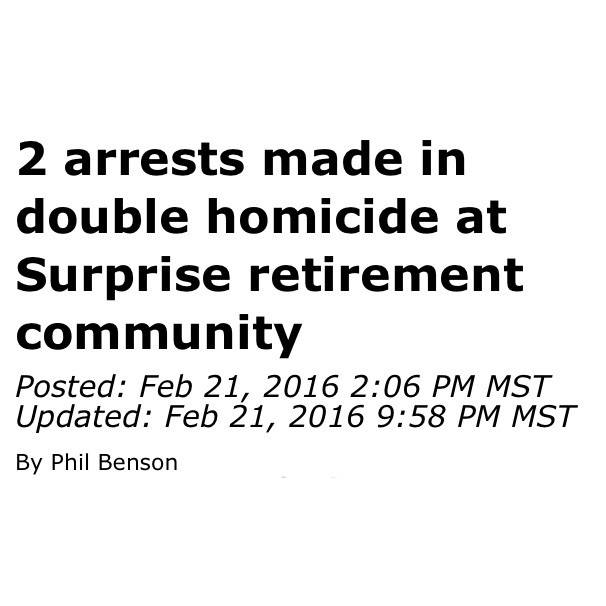 2 arrests made in
double homicide at
Surprise retirement
community
Posted: Feb 21, 2016 2:06 PM MST
Updated: Feb 21, 2016 9:58 PM MST
By Phil Benson